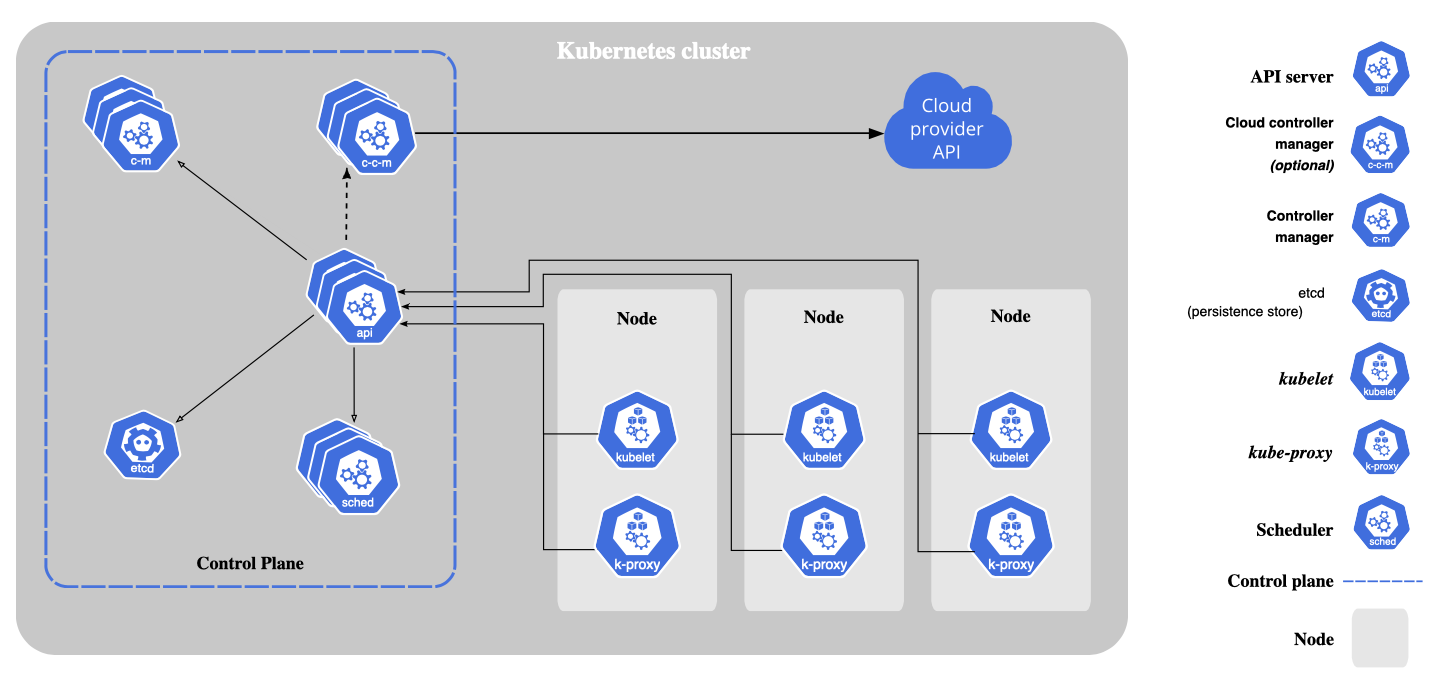 Kubernetes cluster
c-m
c-c-m
Cloud
provider
API
api
Node
Node
Node
etcd
sched
kubelet
kubelet
kubelet
k-proxy
k-proxy
k-proxy
Control Plane
API server
api
Cloud controller
manager
(optional)
c-c-m
Controller
manager
c-m
etcd
(persistence store)
etcd
kubelet
kubelet
kube-proxy
k-proxy
Scheduler
sched
Control plane
Node